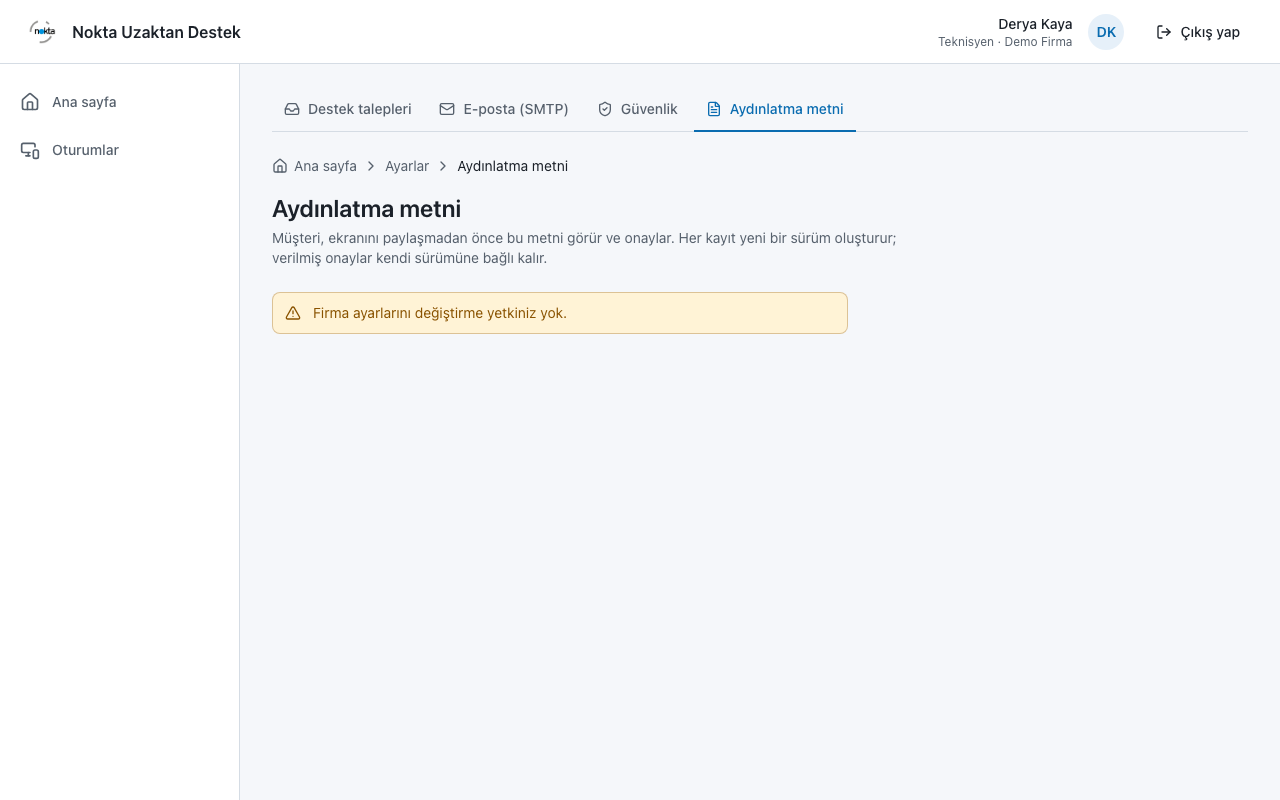 nokta
Nokta Uzaktan Destek
Derya Kaya
Teknisyen · Demo Firma
DK
Çıkış yap
Ana sayfa
Oturumlar
Destek talepleri
E-posta (SMTP)
Güvenlik
Aydınlatma metni
Ana sayfa > Ayarlar > Aydınlatma metni
Aydınlatma metni
Müşteri, ekranını paylaşmadan önce bu metni görür ve onaylar. Her kayıt yeni bir sürüm oluşturur;
verilmiş onaylar kendi sürümüne bağlı kalır.
Firma ayarlarını değiştirme yetkiniz yok.